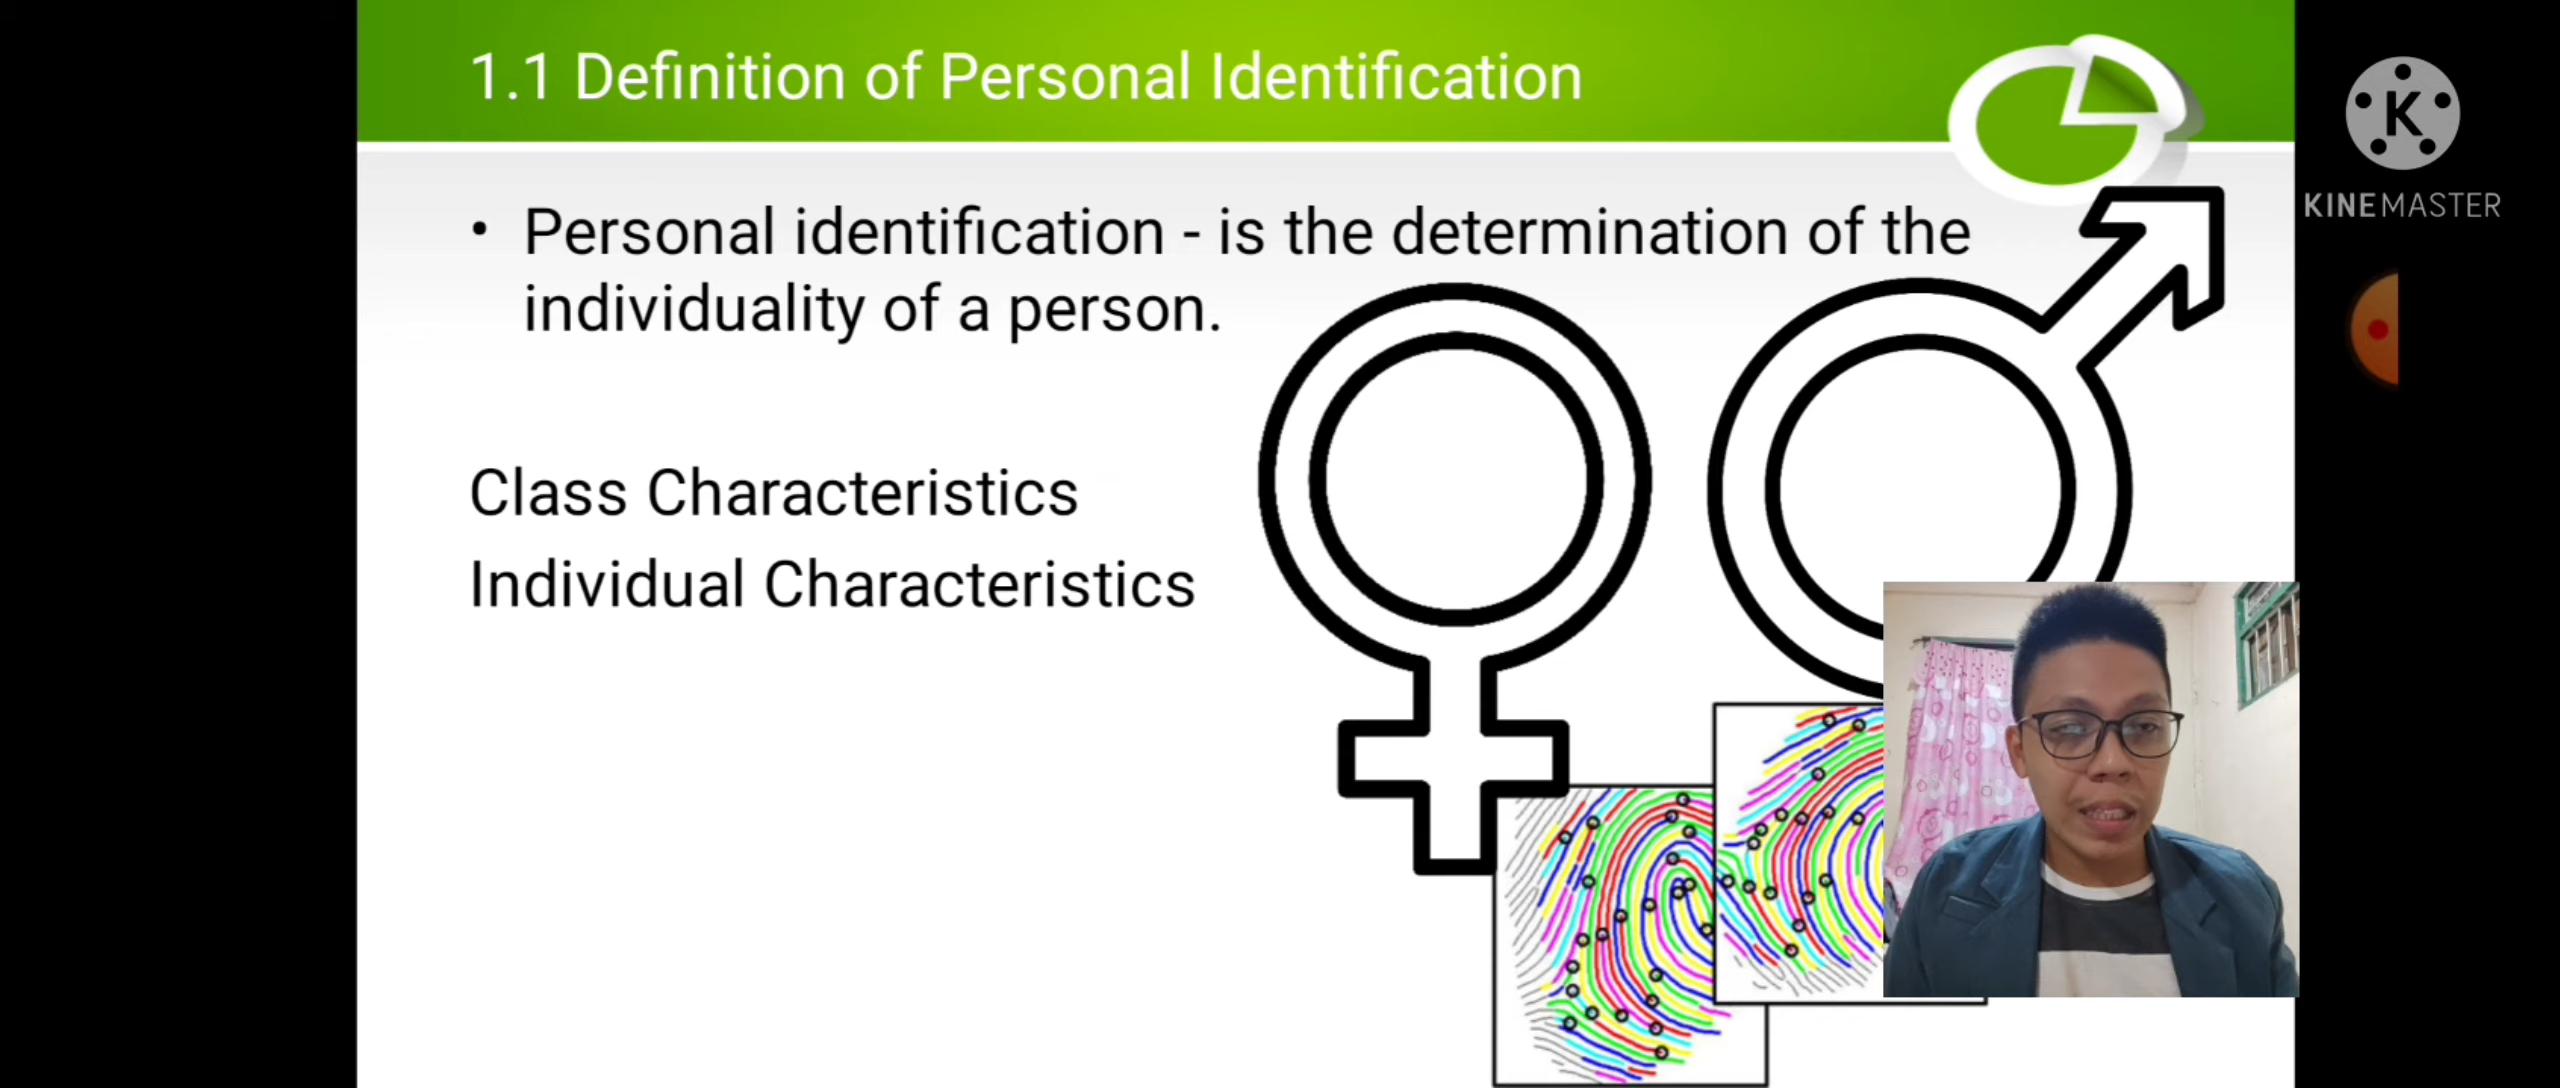 1.1 Definition of Personal Identification
K
KINEMASTER
• Personal identification - is the determination of the
individuality of a person.
Class Characteristics
Individual Characteristics